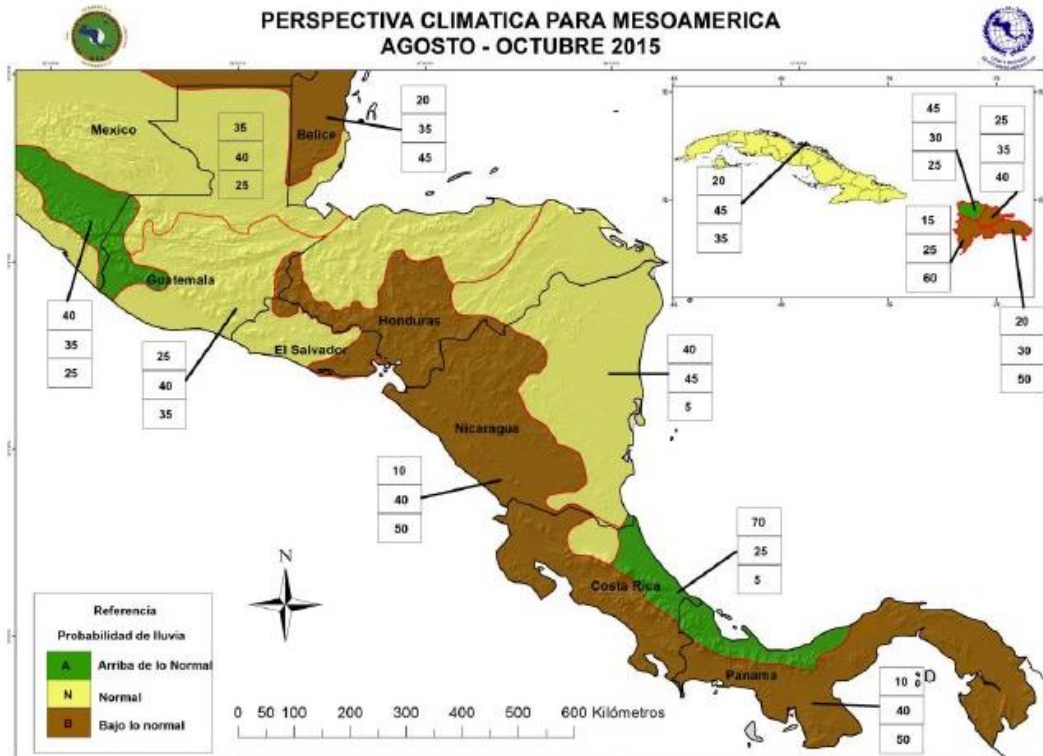 PERSPECTIVA CLIMATICA PARA MESOAMERICA
AGOSTO - OCTUBRE 2015
Mexico
Belice
Guatemala
Honduras
El Salvador
Nicaragua
Costa Rica
Panama
35
40
25
20
35
45
20
45
35
45
30
25
25
35
40
15
25
60
20
30
50
40
35
25
25
40
35
40
45
5
10
40
50
70
25
5
10
40
50
N
Referencia
Probabilidad de lluvia
A Arriba de lo Normal
N Normal
B Bajo lo normal
0 50 100 200 300 400 500 600 Kilómetros